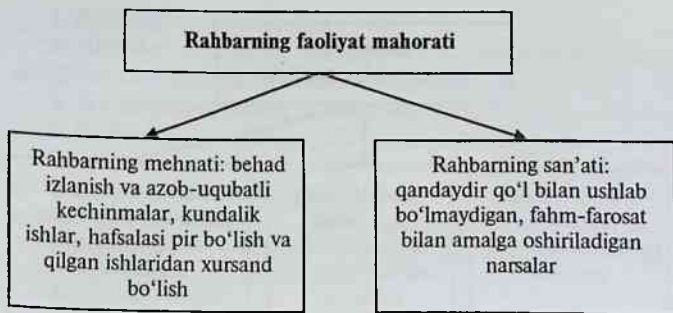 Rahbarning faoliyat mahorati
Rahbarning mehnati: behad
izlanish va azob-uqubatli
kechinmalar, kundalik
ishlar, hafsalasi pir bo‘lish va
qilgan ishlaridan xursand
bo‘lish
Rahbarning san’ati:
qandaydir qo‘l bilan ushlab
bo‘lmaydigan, fahm-farosat
bilan amalga oshiriladigan
narsalar